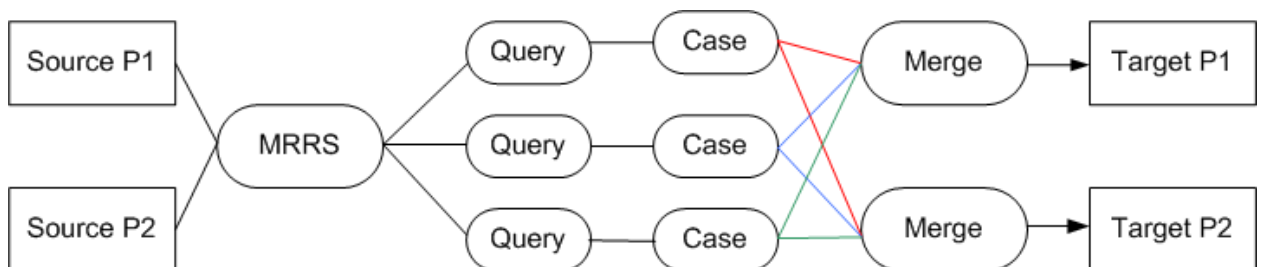 Source P1
Query
Case
Merge
Target P1
MRRS
Query
Case
Source P2
Query
Case
Merge
Target P2